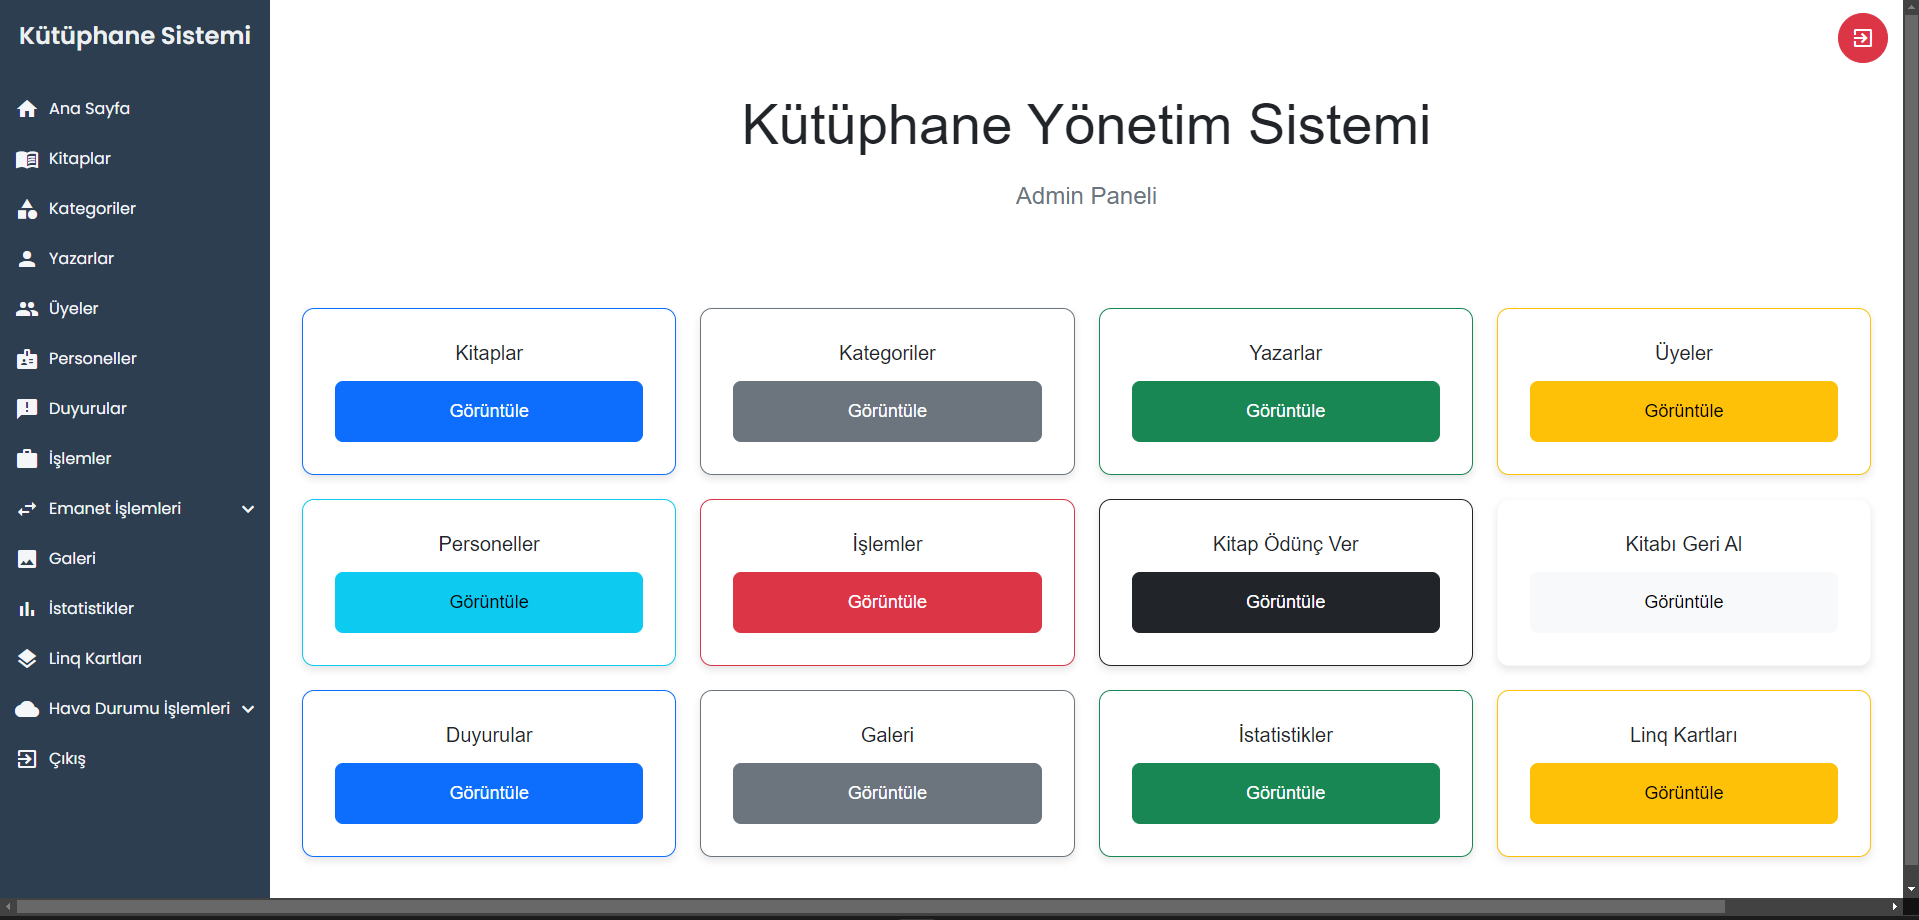 Kütüphane Sistemi
Ana Sayfa
Kitaplar
Kategoriler
Yazarlar
Üyeler
Personeller
Duyurular
İşlemler
Emanet İşlemleri
Galeri
İstatistikler
Linq Kartları
Hava Durumu İşlemleri
Çıkış
Kütüphane Yönetim Sistemi
Admin Paneli
Kitaplar
Görüntüle
Kategoriler
Görüntüle
Yazarlar
Görüntüle
Üyeler
Görüntüle
Personeller
Görüntüle
İşlemler
Görüntüle
Kitap Ödünç Ver
Görüntüle
Kitabı Geri Al
Görüntüle
Duyurular
Görüntüle
Galeri
Görüntüle
İstatistikler
Görüntüle
Linq Kartları
Görüntüle